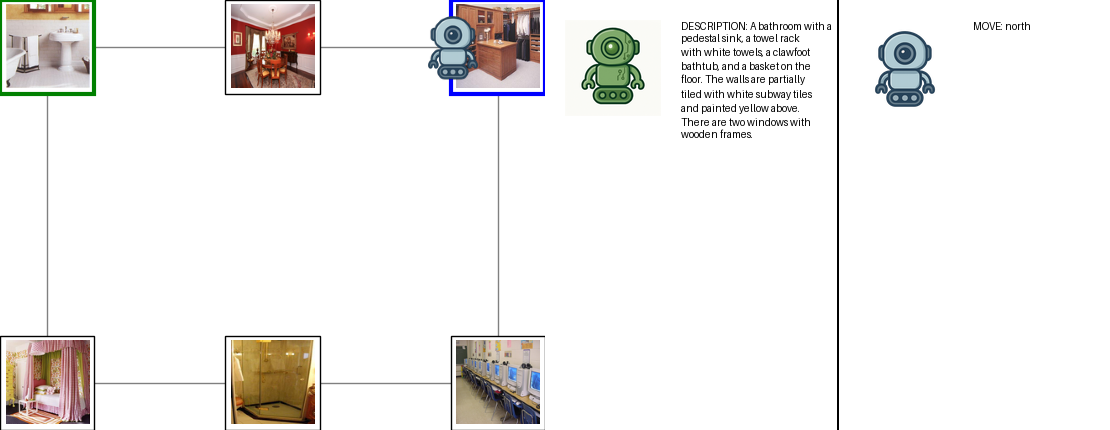 DESCRIPTION: A bathroom with a
pedestal sink, a towel rack
with white towels, a clawfoot
bathtub, and a basket on the
floor. The walls are partially
tiled with white subway tiles
and painted yellow above.
There are two windows with
wooden frames.
MOVE: north